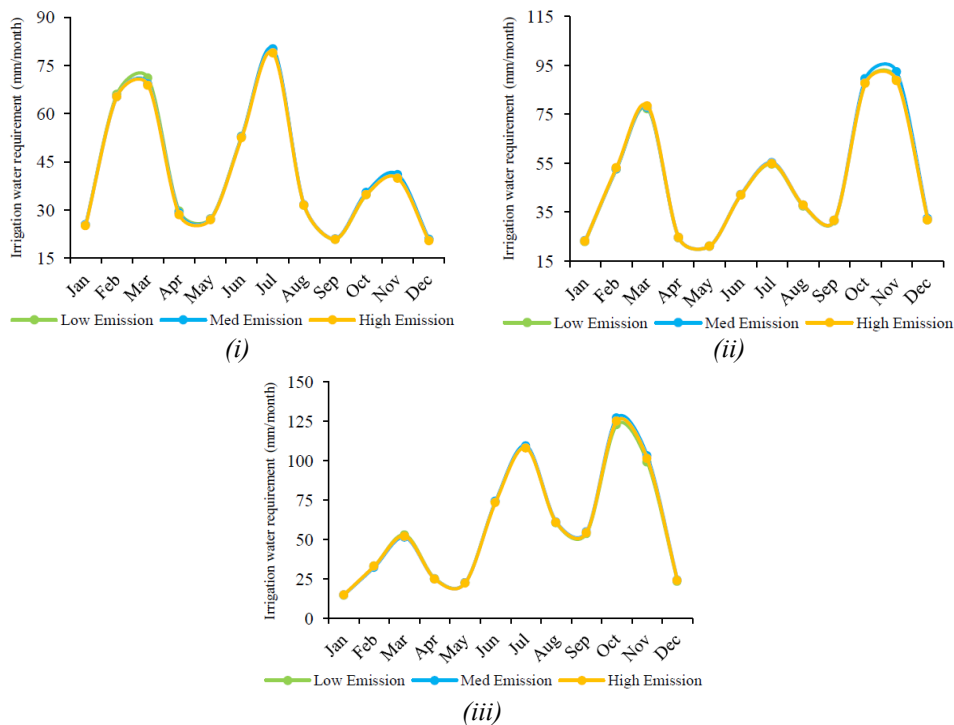 Irrigation water requirement (mm/month)
90
75
60
45
30
15
Jan Feb Mar Apr May Jun Jul Aug Sep Oct Nov Dec
Low Emission Med Emission High Emission
(i)
Irrigation water requirement (mm/month)
115
95
75
55
35
15
Jan Feb Mar Apr May Jun Jul Aug Sep Oct Nov Dec
Low Emission Med Emission High Emission
(ii)
Irrigation water requirement (mm/month)
150
125
100
75
50
25
0
Jan Feb Mar Apr May Jun Jul Aug Sep Oct Nov Dec
Low Emission Med Emission High Emission
(iii)